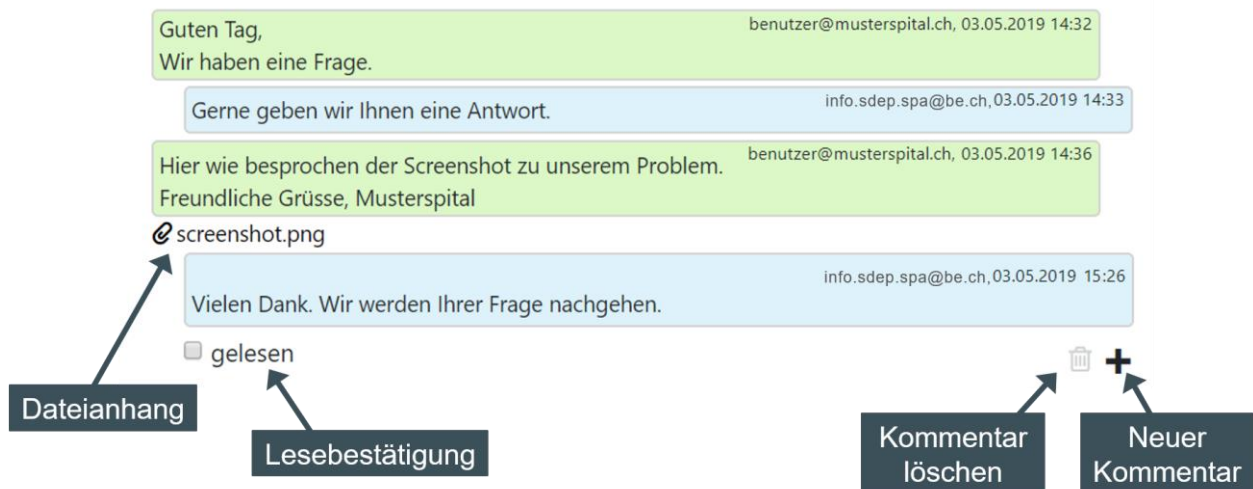 Guten Tag,
benutzer@musterspital.ch, 03.05.2019 14:32
Wir haben eine Frage.
Gerne geben wir Ihnen eine Antwort.
info.sdep.spa@be.ch,03.05.2019 14:33
Hier wie besprochen der Screenshot zu unserem Problem.
benutzer@musterspital.ch, 03.05.2019 14:36
Freundliche Grüsse, Musterspital
screenshot.png
info.sdep.spa@be.ch,03.05.2019 15:26
Vielen Dank. Wir werden Ihrer Frage nachgehen.
gelesen
Dateianhang
Lesebestätigung
Kommentar
löschen
Neuer
Kommentar